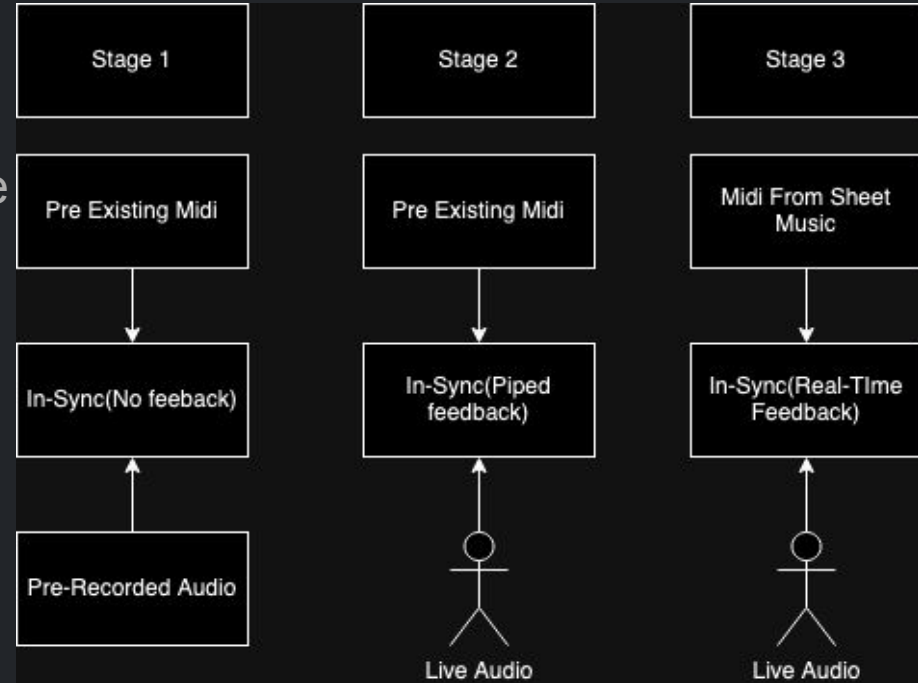 Stage 1
Stage 2
Stage 3
e
Pre Existing Midi
Pre Existing Midi
Midi From Sheet
Music
In-Sync(No feeback)
In-Sync(Piped
feedback)
In-Sync(Real-TIme
Feedback)
Pre-Recorded Audio
Live Audio
Live Audio